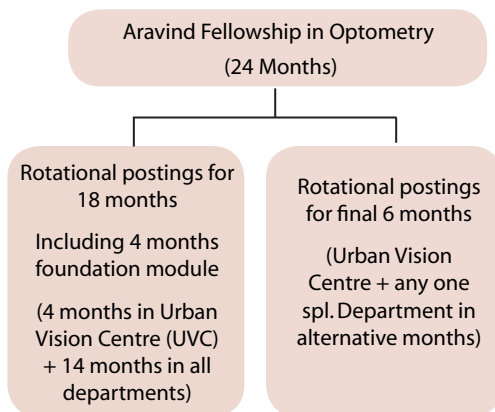 Aravind Fellowship in Optometry
(24 Months)
Rotational postings for
18 months
Including 4 months
foundation module
(4 months in Urban
Vision Centre (UVC)
+ 14 months in all
departments)
Rotational postings
for final 6 months
(Urban Vision
Centre + any one
spl. Department in
alternative months)